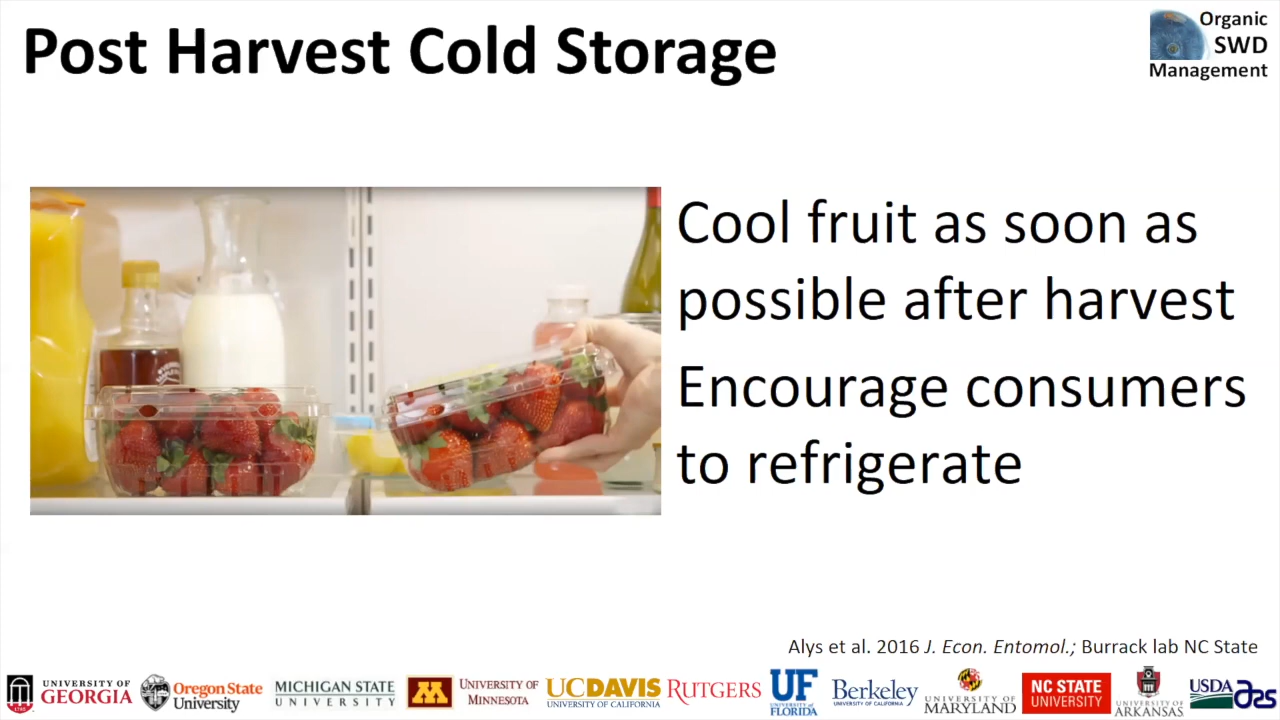 Post Harvest Cold Storage
Organic
SWD
Management
Cool fruit as soon as
possible after harvest
Encourage consumers
to refrigerate
Alys et al. 2016 J. Econ. Entomol.; Burrack lab NC State
UNIVERSITY OF
GEORGIA
Oregon State
University
MICHIGAN STATE
UNIVERSITY
M
UNIVERSITY OF
MINNESOTA
UCDAVIS
UNIVERSITY OF CALIFORNIA
RUTGERS
UF
UNIVERSITY of
FLORIDA
Berkeley
UNIVERSITY OF CALIFORNIA
UNIVERSITY OF
MARYLAND
NC STATE
UNIVERSITY
UNIVERSITY OF
ARKANSAS
USDA